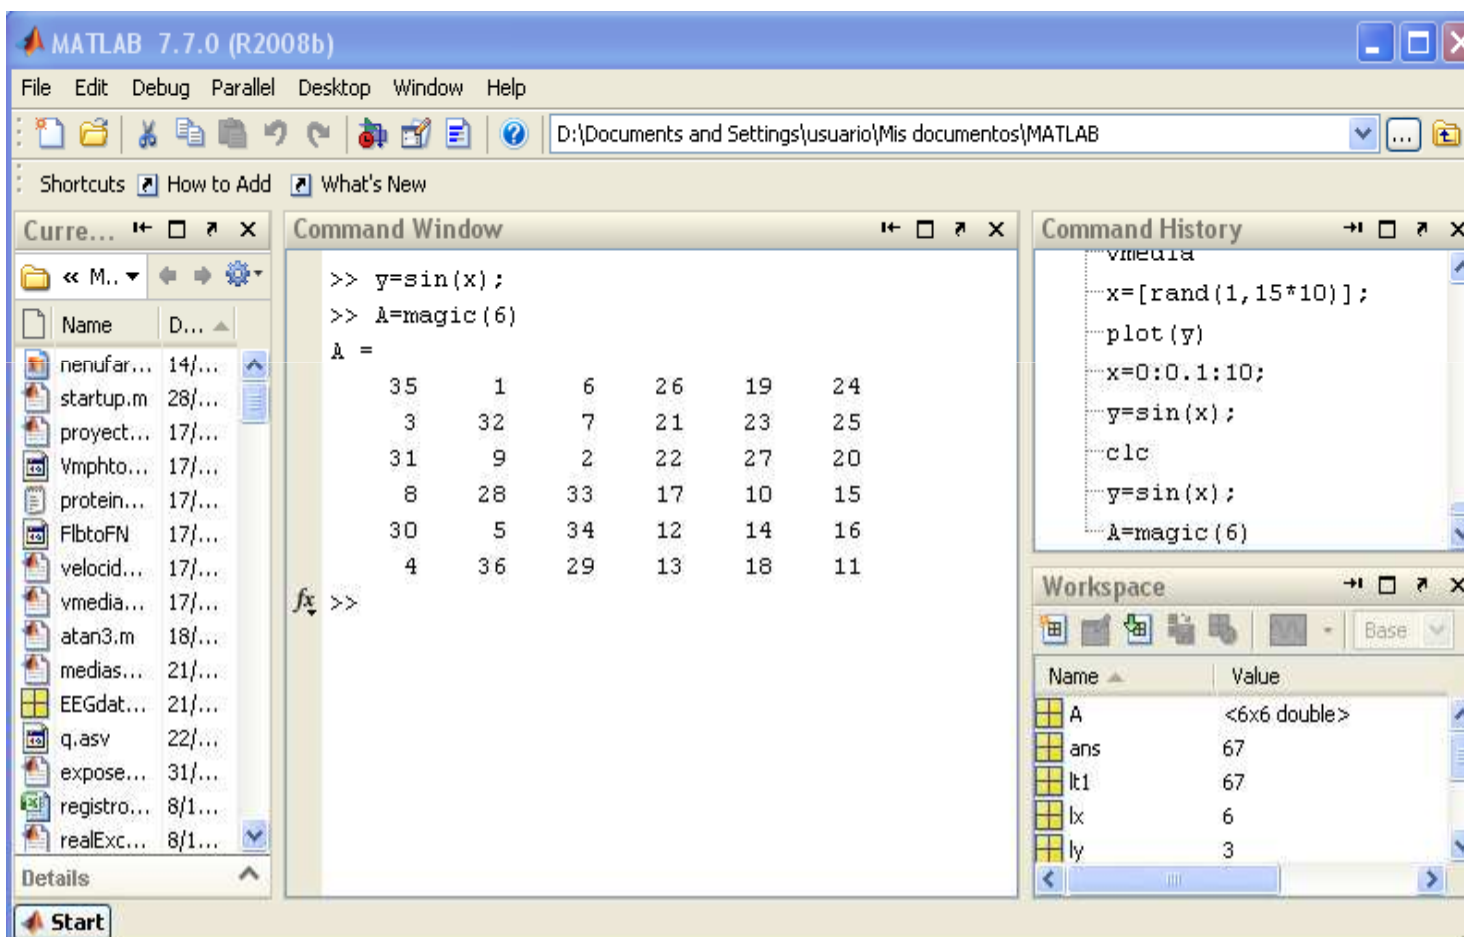 MATLAB 7.7.0 (R2008b)
File Edit Debug Parallel Desktop Window Help
D:\Documents and Settings\usuario\Mis documentos\MATLAB
...
Shortcuts How to Add What's New
Curre...
« M..
Name D...
nenufar... 14/...
startup.m 28/...
proyect... 17/...
Vmphto... 17/...
protein... 17/...
FlbtoFN 17/...
velocid... 17/...
vmedia... 17/...
atan3.m 18/...
medias... 21/...
EEGdat... 21/...
q.asv 22/...
expose... 31/...
registro... 8/1...
realExc... 8/1...
Details
Command Window
>> y=sin(x);
>> A=magic(6)
A =
35 1 6 26 19 24
3 32 7 21 23 25
31 9 2 22 27 20
8 28 33 17 10 15
30 5 34 12 14 16
4 36 29 13 18 11
fx >>
Command History
vmedia
x=[rand(1,15*10)];
plot(y)
x=0:0.1:10;
y=sin(x);
clc
y=sin(x);
A=magic(6)
Workspace
Base
Name Value
A <6x6 double>
ans 67
lt1 67
lx 6
ly 3
Start